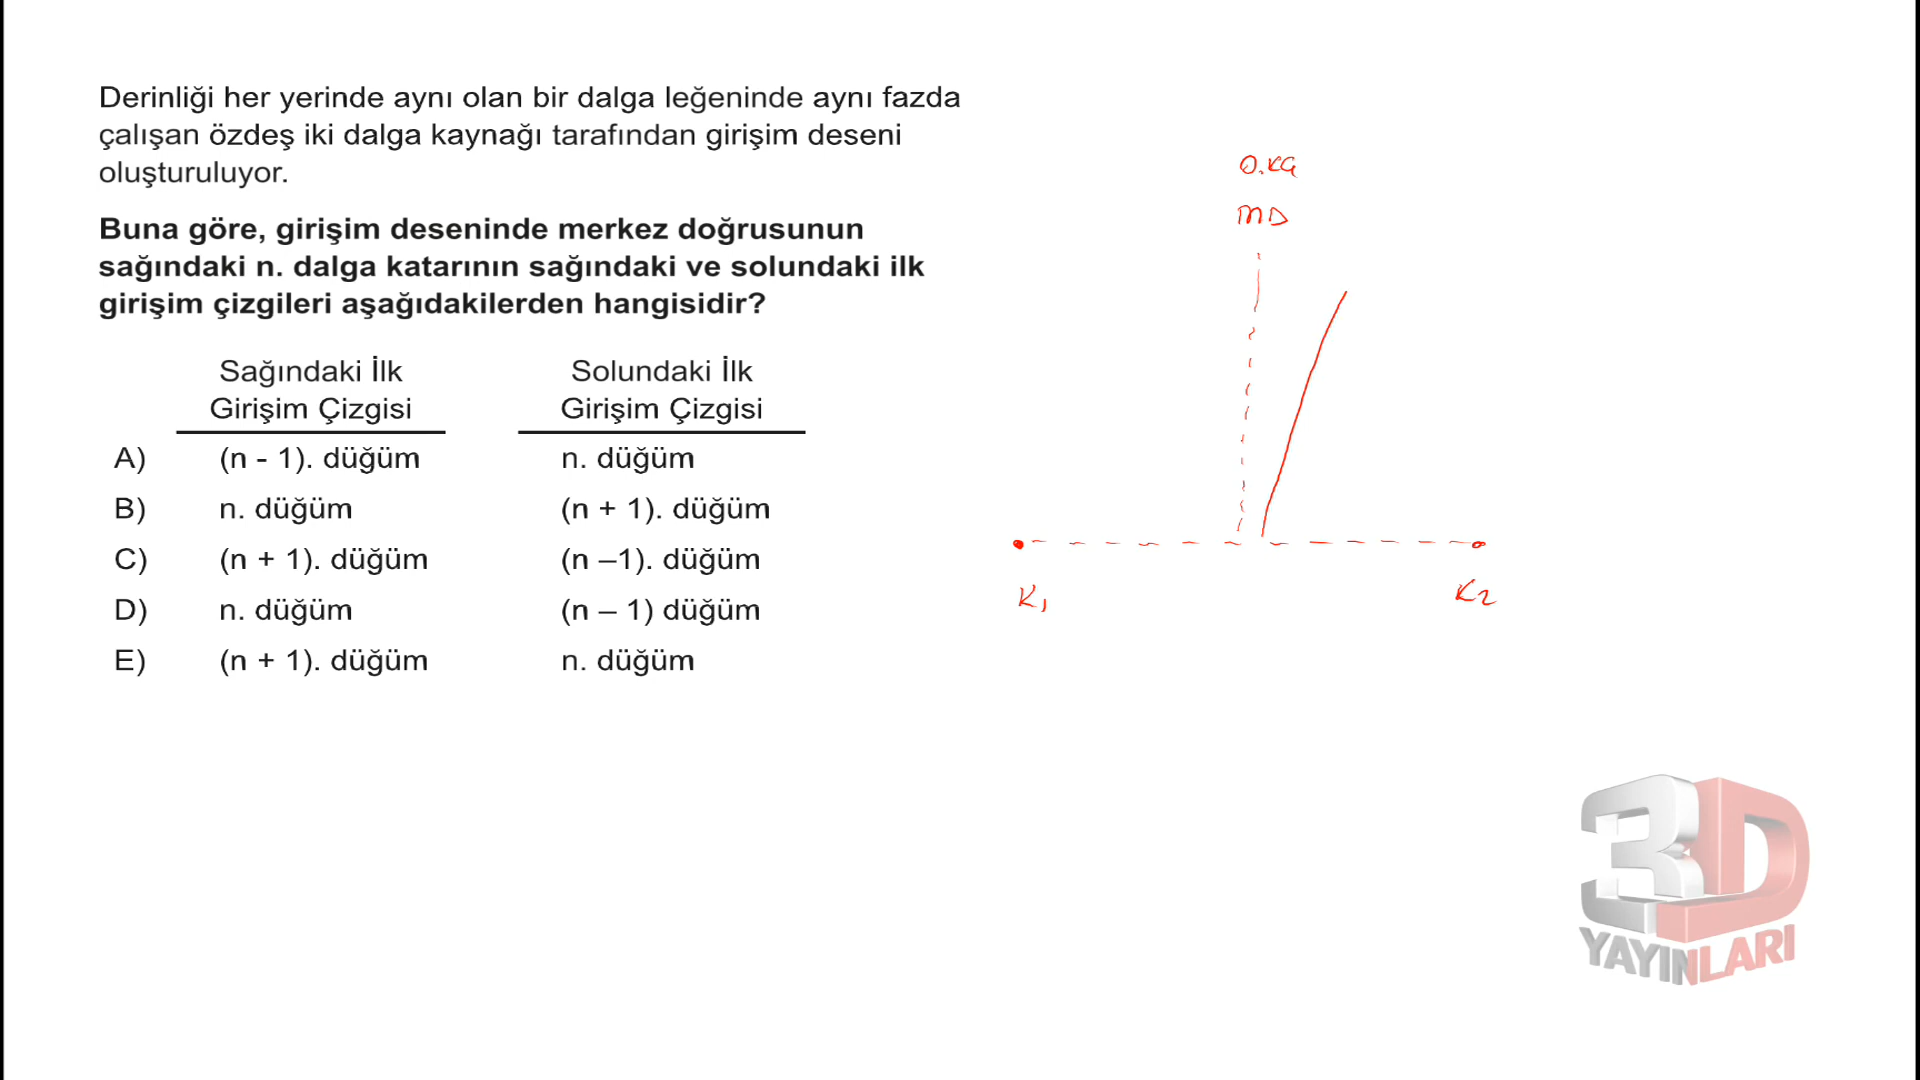 Derinliği her yerinde aynı olan bir dalga leğeninde aynı fazda
çalışan özdeş iki dalga kaynağı tarafından girişim deseni
oluşturuluyor.
Buna göre, girişim deseninde merkez doğrusunun
sağındaki n. dalga katarının sağındaki ve solundaki ilk
girişim çizgileri aşağıdakilerden hangisidir?
Sağındaki İlk Solundaki İlk
Girişim Çizgisi Girişim Çizgisi
A) (n - 1). düğüm n. düğüm
B) n. düğüm (n + 1). düğüm
C) (n + 1). düğüm (n –1). düğüm
D) n. düğüm (n – 1) düğüm
E) (n + 1). düğüm n. düğüm
0.KG
MD
K1
K2
3D
YAYINLARI